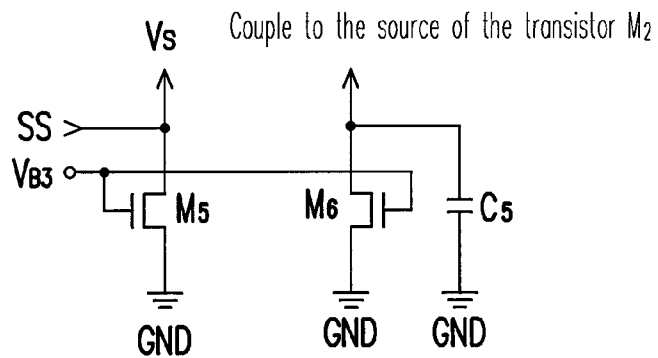 Couple to the source of the transistor M2
Vs
SS
VB3
M5
M6
C5
GND
GND
GND